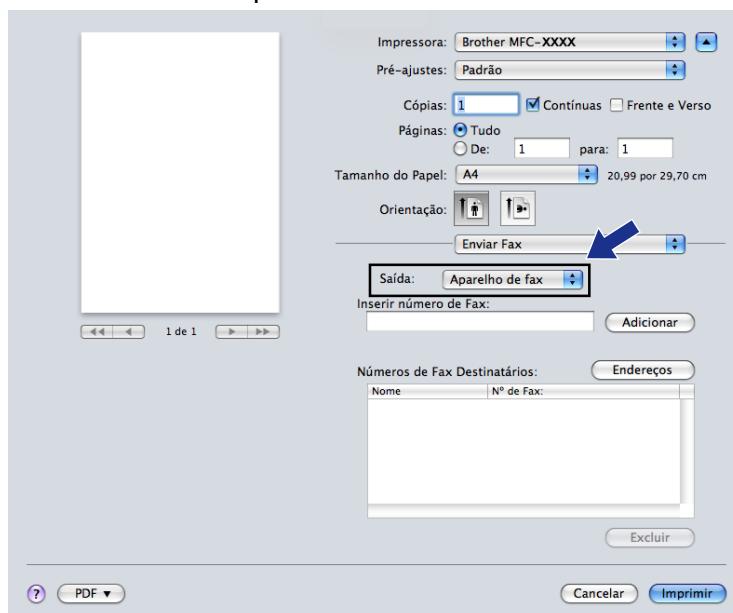 Impressora: Brother MFC-XXXX
Pré-ajustes: Padrão
Cópias: 1 Contínuas Frente e Verso
Páginas: Tudo
De: 1 para: 1
Tamanho do Papel: A4 20,99 por 29,70 cm
Orientação:
Enviar Fax
Saída: Aparelho de fax
Inserir número de Fax:
Adicionar
1 de 1
Números de Fax Destinatários: Endereços
Nome Nº de Fax:
Excluir
? PDF Cancelar Imprimir